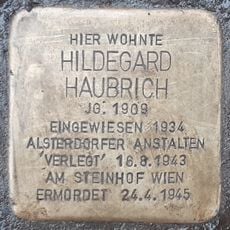 HIER WOHNTE
HILDEGARD
HAUBRICH
JG. 1909
EINGEWIESEN 1934
ALSTERDORFER ANSTALTEN
'VERLEGT' 16.8.1943
AM STEINHOF WIEN
ERMORDET 24.4.1945